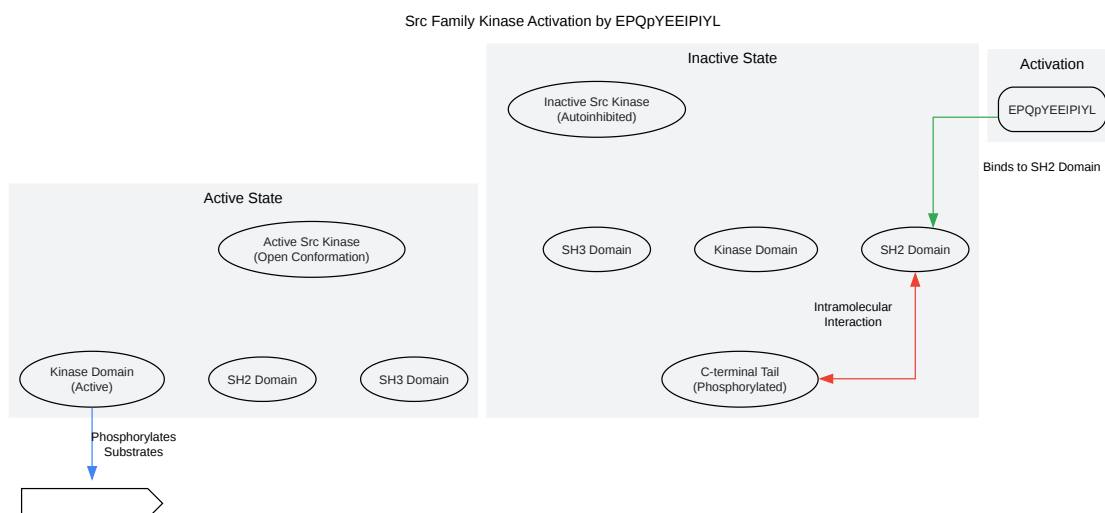 Src Family Kinase Activation by EPQpYEEIPIYL
Inactive State
Activation
Inactive Src Kinase
(Autoinhibited)
EPQpYEEIPIYL
Binds to SH2 Domain
Active State
Active Src Kinase
(Open Conformation)
SH3 Domain
Kinase Domain
SH2 Domain
Intramolecular
Interaction
Kinase Domain
(Active)
SH2 Domain
SH3 Domain
C-terminal Tail
(Phosphorylated)
Phosphorylates
Substrates